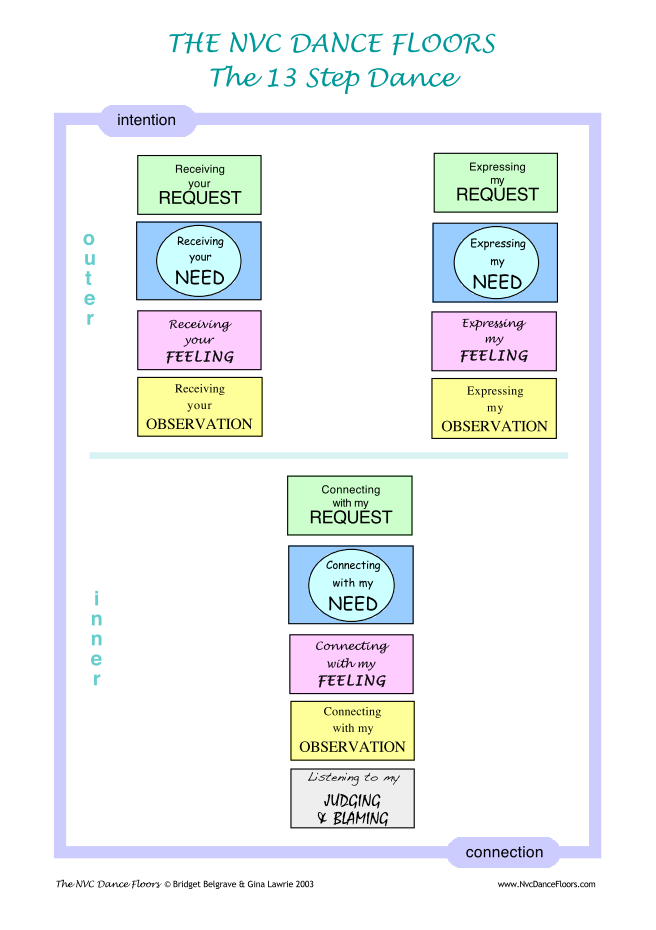 THE NVC DANCE FLOORS
The 13 Step Dance
intention
outer
Receiving
your
REQUEST
Receiving
your
NEED
Receiving
your
FEELING
Receiving
your
OBSERVATION
Expressing
my
REQUEST
Expressing
my
NEED
Expressing
my
FEELING
Expressing
my
OBSERVATION
inner
Connecting
with my
REQUEST
Connecting
with my
NEED
Connecting
with my
FEELING
Connecting
with my
OBSERVATION
Listening to my
JUDGING
& BLAMING
connection
The NVC Dance Floors © Bridget Belgrave & Gina Lawrie 2003
www.NvcDanceFloors.com